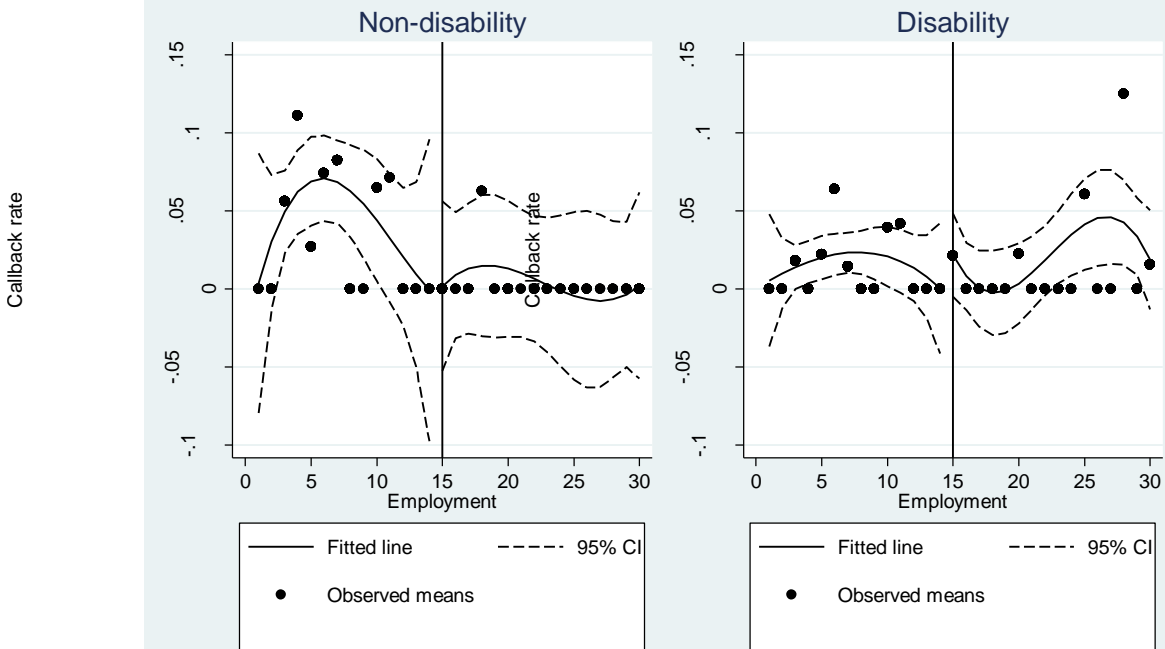 Non-disability
Callback rate
.15
.1
.05
0
-.05
-.1
0 5 10 15 20 25 30
Employment
Fitted line 95% CI
Observed means
Disability
Callback rate
.15
.1
.05
0
-.05
-.1
0 5 10 15 20 25 30
Employment
Fitted line 95% CI
Observed means